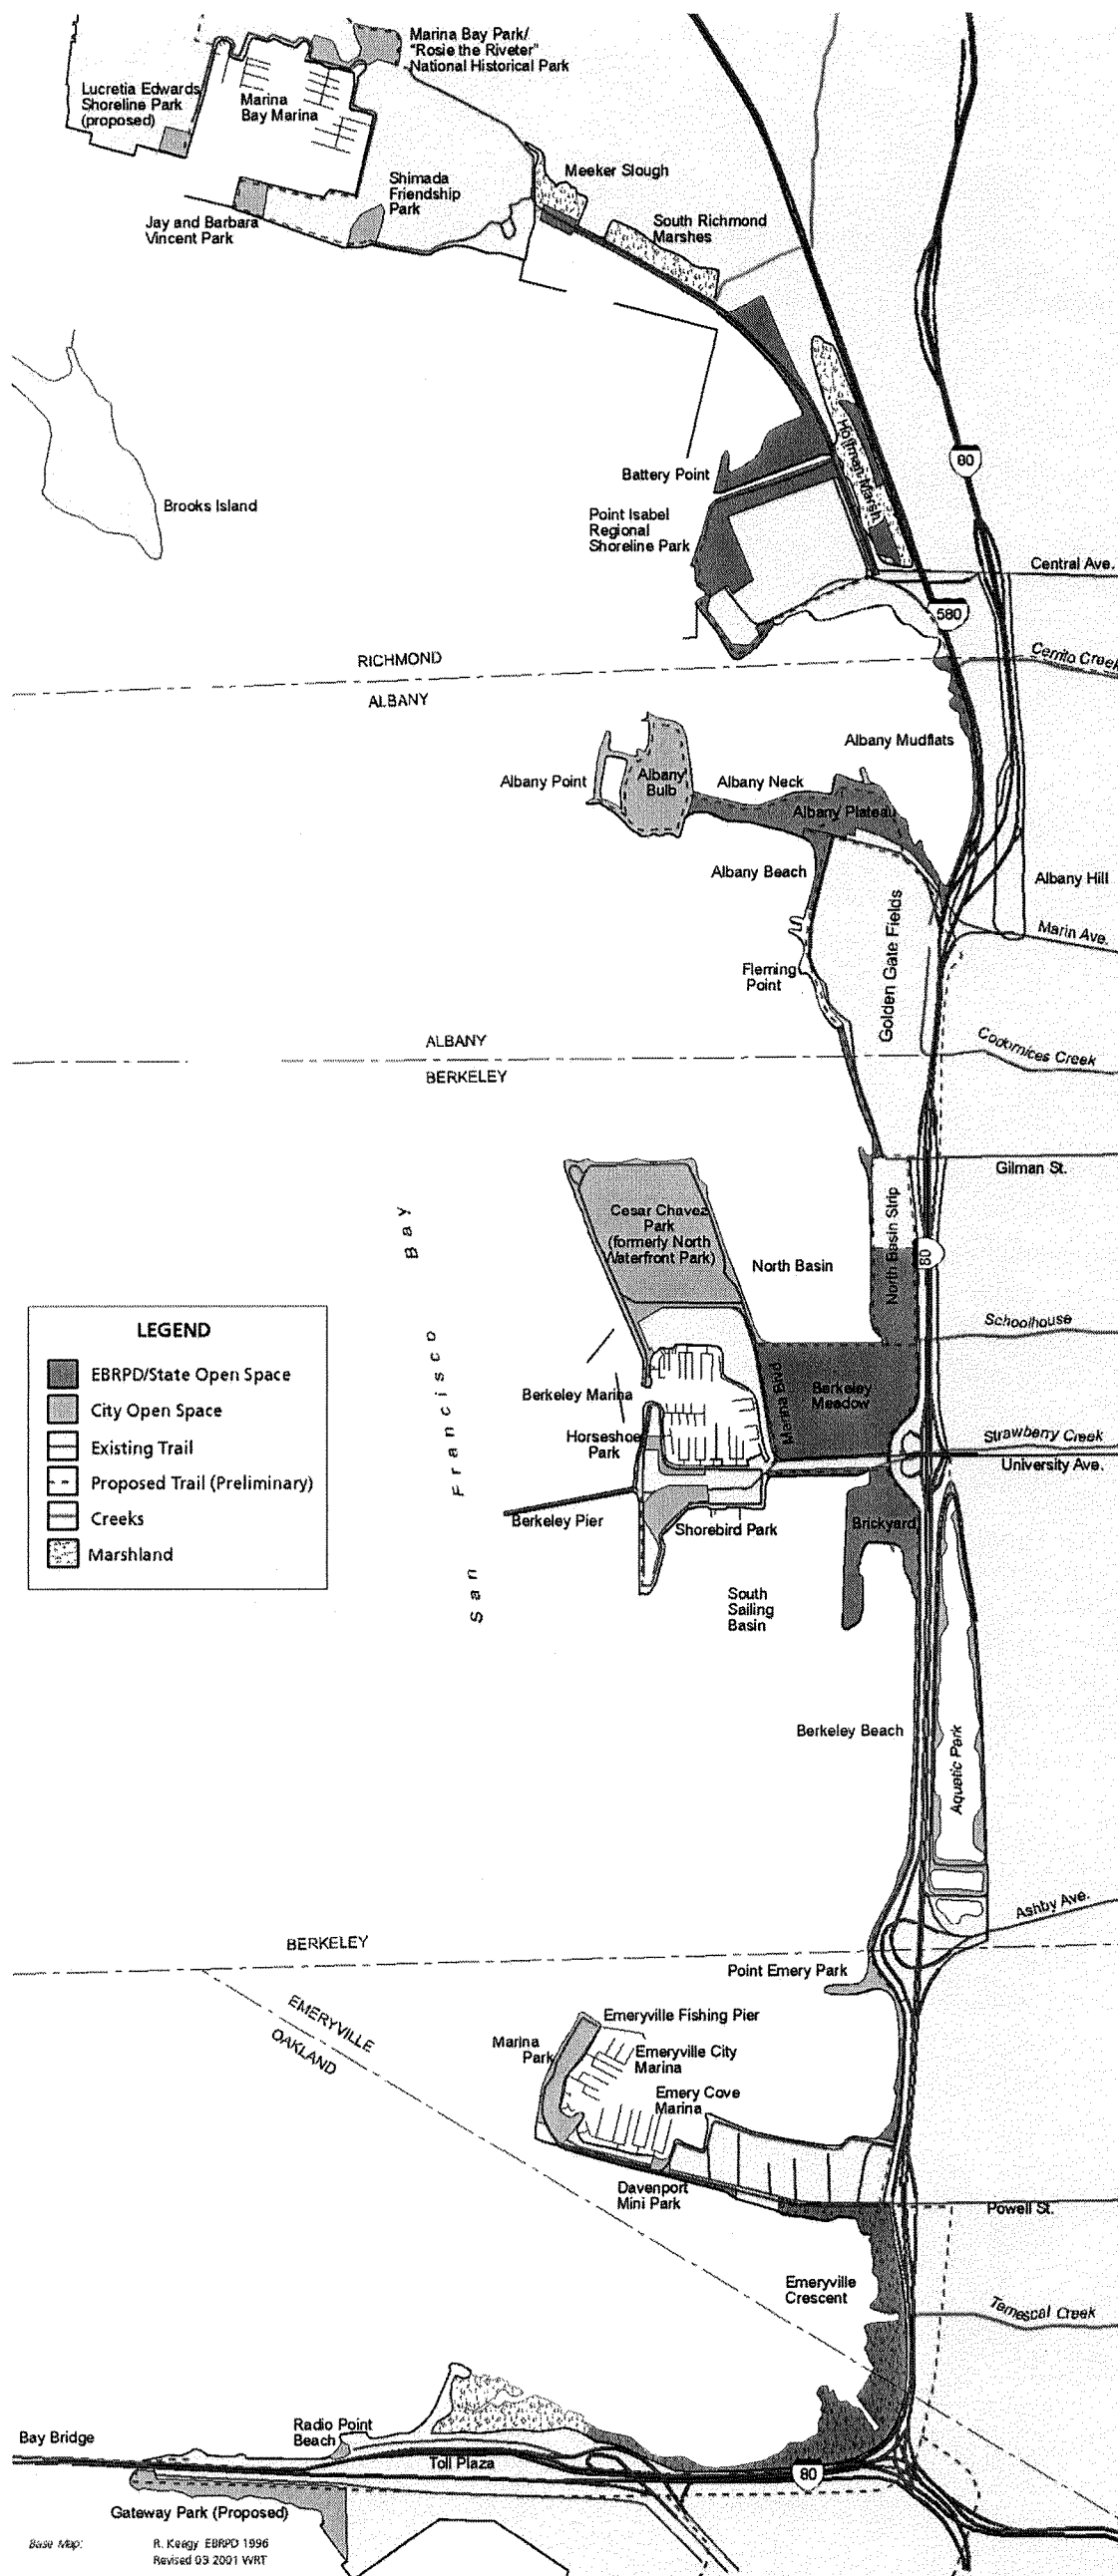 Marina Bay Park/
"Rosie the Riveter"
National Historical Park
Lucretia Edwards
Shoreline Park
(proposed)
Marina
Bay Marina
Shimada
Friendship
Park
Meeker Slough
Jay and Barbara
Vincent Park
South Richmond
Marshes
Hoffman Marsh
80
Battery Point
Brooks Island
Point Isabel
Regional
Shoreline Park
Central Ave.
580
RICHMOND
Cerrito Creek
ALBANY
Albany Mudflats
Albany Point
Albany
Bulb
Albany Neck
Albany Plateau
Albany Beach
Albany Hill
Golden Gate Fields
Marin Ave.
Fleming
Point
ALBANY
Codornices Creek
BERKELEY
Gilman St.
Cesar Chavez
Park
(formerly North
Waterfront Park)
North Basin Strip
North Basin
80
San Francisco Bay
Schoolhouse
LEGEND
EBRPD/State Open Space
City Open Space
Existing Trail
Proposed Trail (Preliminary)
Creeks
Marshland
Berkeley Marina
Marina Blvd
Berkeley
Meadow
Horseshoe
Park
Strawberry Creek
University Ave.
Berkeley Pier
Shorebird Park
Brickyard
South
Sailing
Basin
Berkeley Beach
Aquatic Park
Ashby Ave.
BERKELEY
Point Emery Park
EMERYVILLE
OAKLAND
Emeryville Fishing Pier
Marina
Park
Emeryville City
Marina
Emery Cove
Marina
Davenport
Mini Park
Powell St.
Emeryville
Crescent
Temescal Creek
Radio Point
Beach
Bay Bridge
Toll Plaza
80
Gateway Park (Proposed)
Base Map: R. Keagy EBRPD 1996
Revised 03 2001 WRT